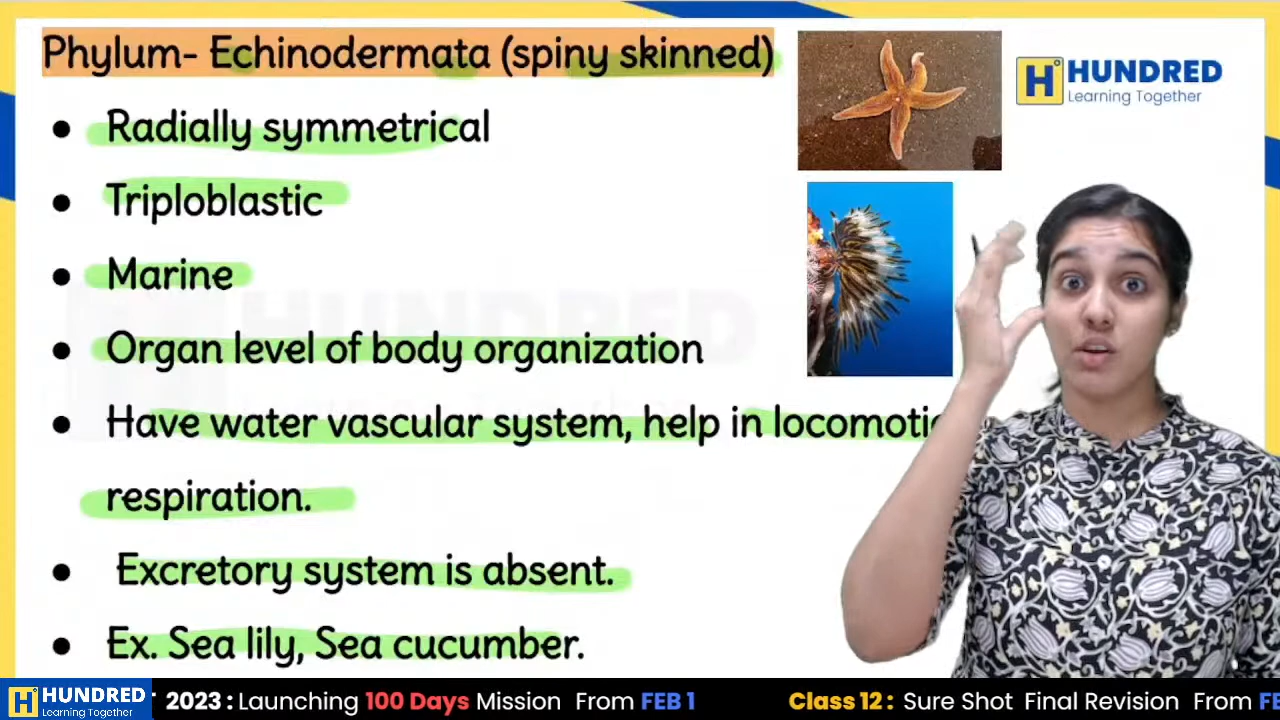 Phylum- Echinodermata (spiny skinned)
HUNDRED
Learning Together
● Radially symmetrical
● Triploblastic
● Marine
● Organ level of body organization
● Have water vascular system, help in
respiration.
● Excretory system is absent.
● Ex. Sea lily, Sea cucumber.
HUNDRED
Learning Together
2023 : Launching 100 Days Mission From FEB 1 Class 12 : Sure Shot Final Revision From